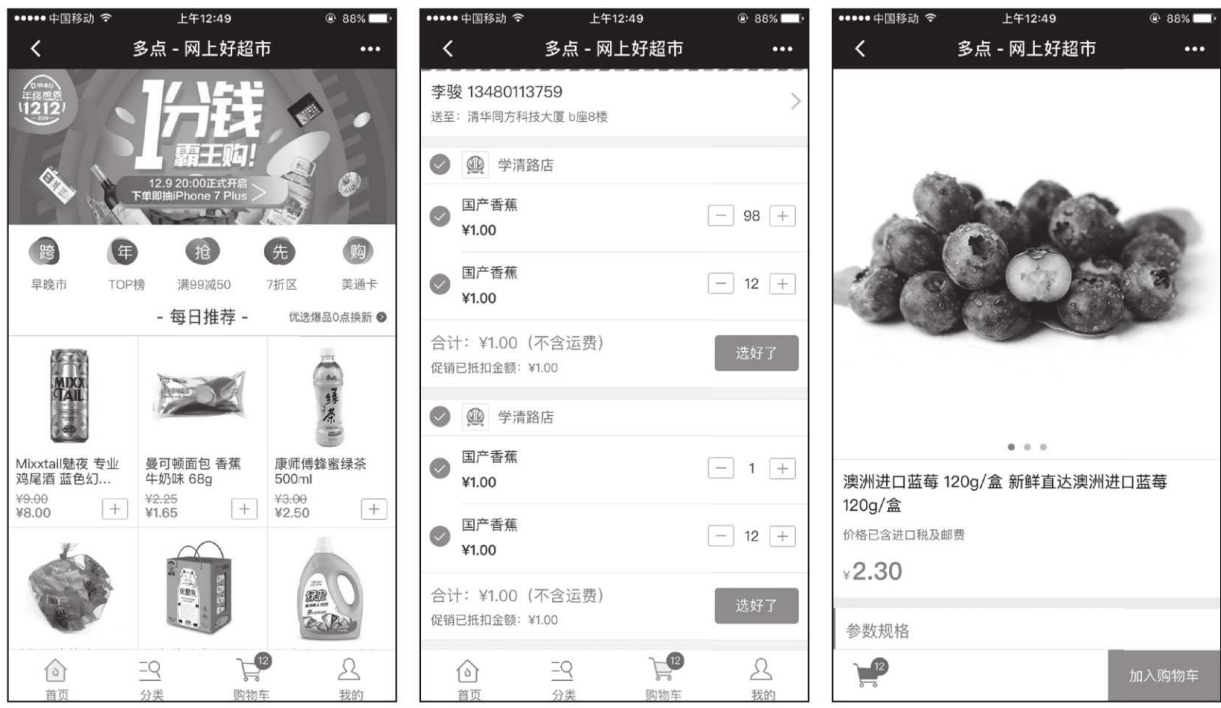 中国移动 上午12:49 88%
多点 - 网上好超市
Dmall
年终感恩
1212
1分钱
霸王购!
12.9 20:00正式开启
下单即抽iPhone 7 Plus
跨 年 抢 先 购
早晚市 TOP榜 满99减50 7折区 美通卡
- 每日推荐 - 优选爆品0点换新
MIXX
TAIL
绿茶
Mixxtail魅夜 专业
鸡尾酒 蓝色幻...
¥9.00
¥8.00
曼可顿面包 香蕉
牛奶味 68g
¥2.25
¥1.65
康师傅蜂蜜绿茶
500ml
¥3.00
¥2.50
12
首页 分类 购物车 我的
中国移动 上午12:49 88%
多点 - 网上好超市
李骏 13480113759
送至：清华同方科技大厦 b座8楼
学清路店
国产香蕉
¥1.00
98
国产香蕉
¥1.00
12
合计：¥1.00（不含运费）
促销已抵扣金额：¥1.00
选好了
学清路店
国产香蕉
¥1.00
1
国产香蕉
¥1.00
12
合计：¥1.00（不含运费）
促销已抵扣金额：¥1.00
选好了
12
首页 分类 购物车 我的
中国移动 上午12:49 88%
多点 - 网上好超市
澳洲进口蓝莓 120g/盒 新鲜直达澳洲进口蓝莓
120g/盒
价格已含进口税及邮费
¥2.30
参数规格
12
加入购物车